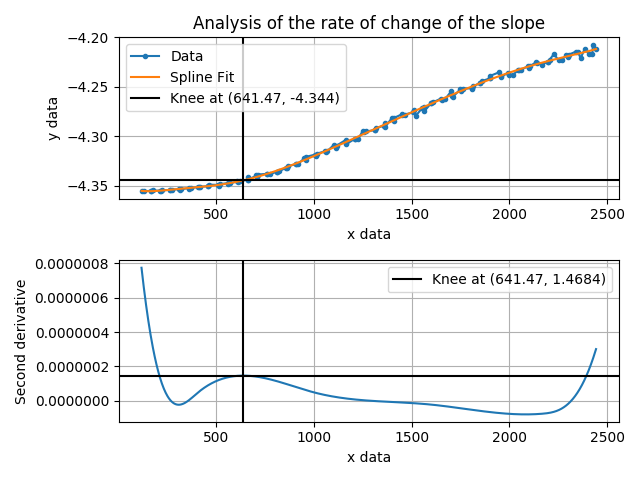 Analysis of the rate of change of the slope
−4.20
−4.25
−4.30
−4.35
y data
Data
Spline Fit
Knee at (641.47, -4.344)
500 1000 1500 2000 2500
x data
0.0000008
0.0000006
0.0000004
0.0000002
0.0000000
Second derivative
Knee at (641.47, 1.4684)
500 1000 1500 2000 2500
x data